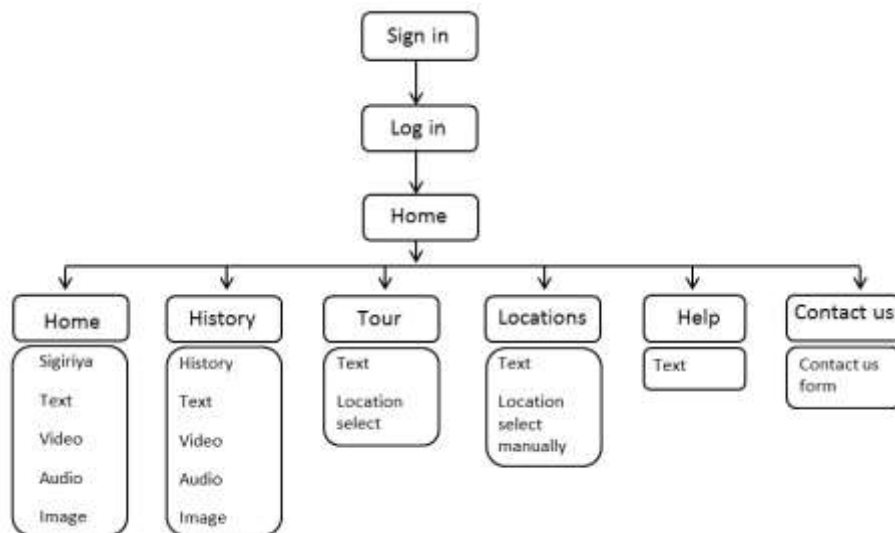 Sign in
Log in
Home
Home
History
Tour
Locations
Help
Contact us
Sigiriya
Text
Video
Audio
Image
History
Text
Video
Audio
Image
Text
Location
select
Text
Location
select
manually
Text
Contact us
form